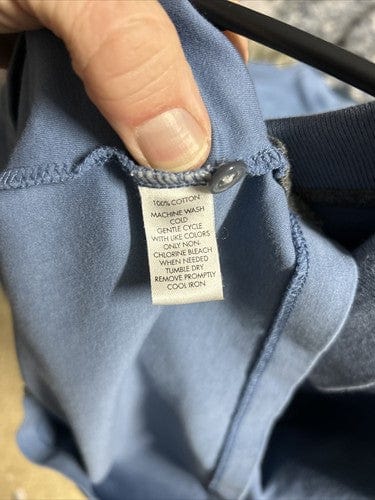 100% COTTON
MACHINE WASH
COLD
GENTLE CYCLE
WITH LIKE COLORS
ONLY NON
CHLORINE BLEACH
WHEN NEEDED
TUMBLE DRY
REMOVE PROMPTLY
COOL IRON